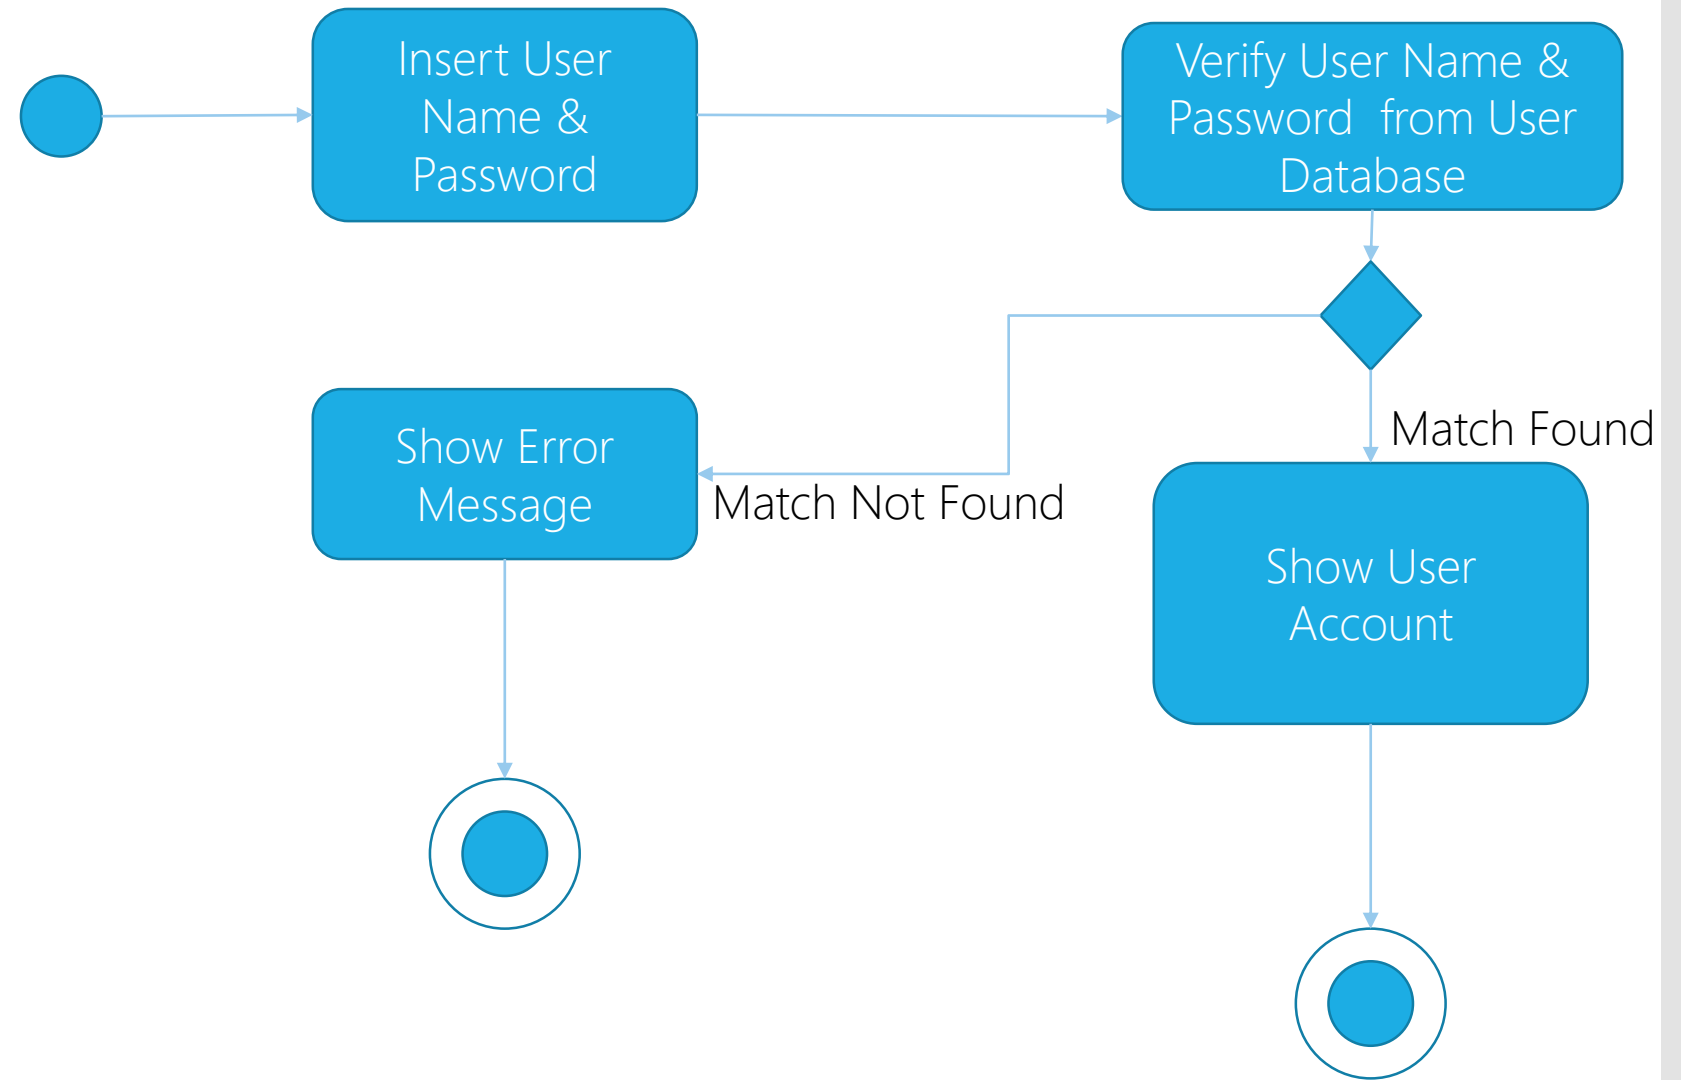 Insert User
Name &
Password
Verify User Name &
Password from User
Database
Match Found
Show Error
Message
Match Not Found
Show User
Account